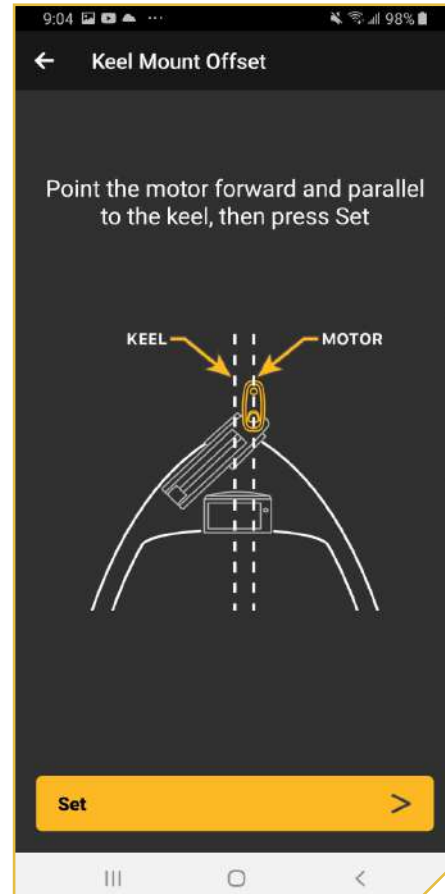 9:04 ... 98%
Keel Mount Offset
Point the motor forward and parallel
to the keel, then press Set
KEEL MOTOR
Set >